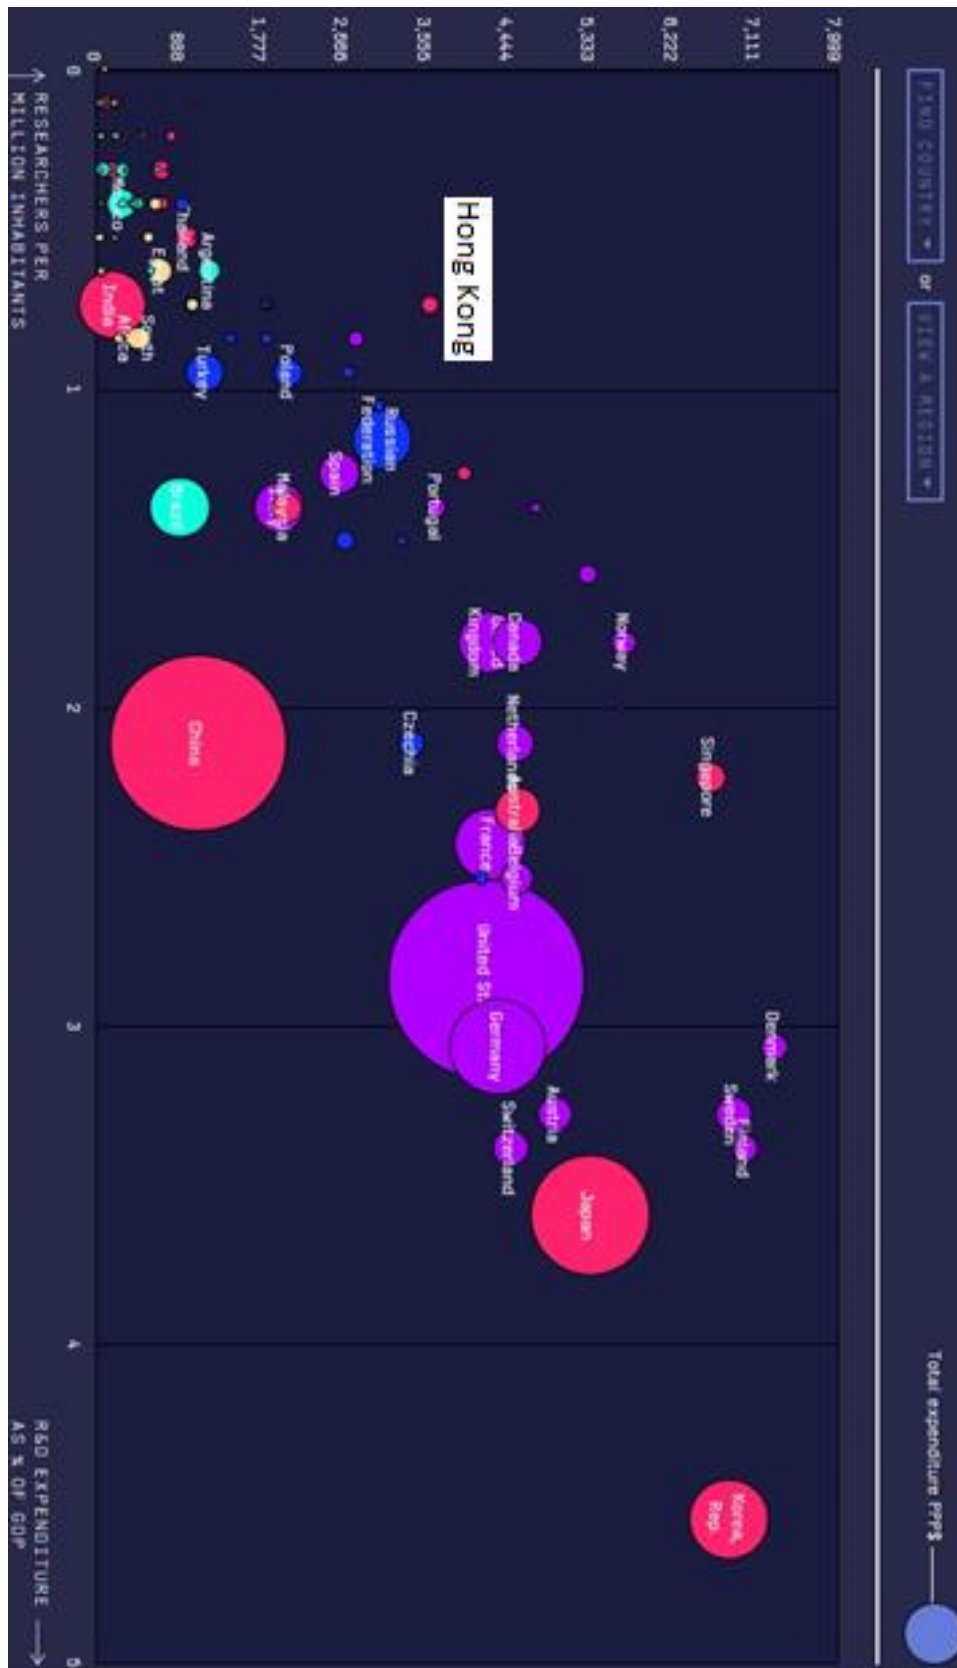 FIND COUNTRY ▾ or VIEW A REGION ▾
Total expenditure PPP$
7,999
7,111
6,222
5,333
4,444
3,555
2,666
1,777
888
0
RESEARCHERS PER
MILLION INHABITANTS
0
1
2
3
4
5
R&D EXPENDITURE
AS % OF GDP
Hong Kong
Argentina
Thailand
Mexico
Egypt
India
South
Africa
Turkey
Poland
Russian
Federation
Spain
Portugal
Malaysia
Brazil
Kingdom
Canada
Norway
China
Czechia
Netherlands
Singapore
Australia
France
Belgium
United St.
Germany
Denmark
Austria
Switzerland
Sweden
Finland
Japan
Korea,
Rep